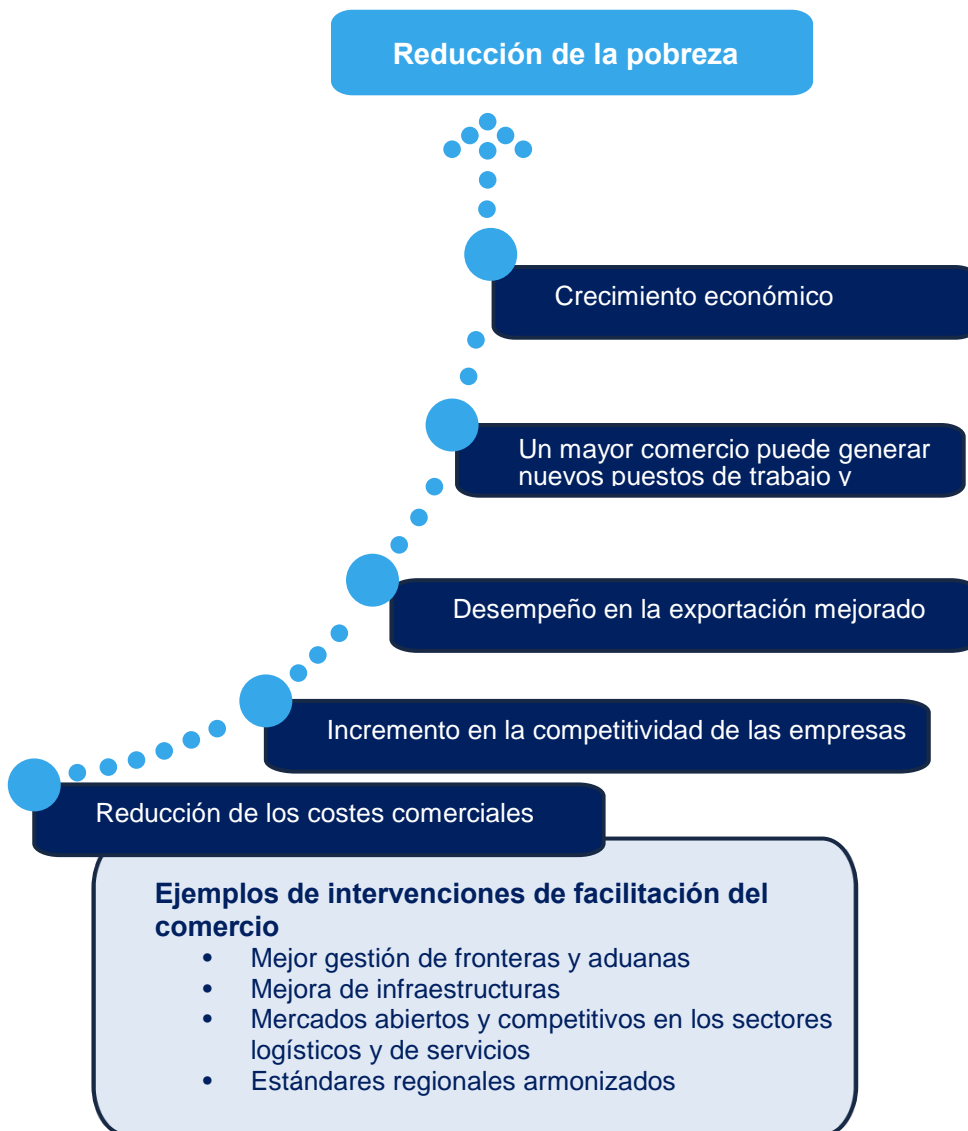 Reducción de la pobreza
Crecimiento económico
Un mayor comercio puede generar
nuevos puestos de trabajo y
Desempeño en la exportación mejorado
Incremento en la competitividad de las empresas
Reducción de los costes comerciales
Ejemplos de intervenciones de facilitación del
comercio
• Mejor gestión de fronteras y aduanas
• Mejora de infraestructuras
• Mercados abiertos y competitivos en los sectores
logísticos y de servicios
• Estándares regionales armonizados